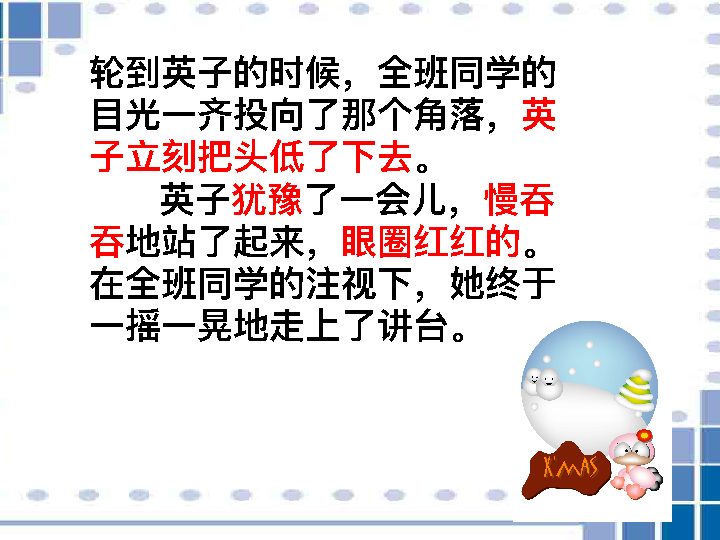 轮到英子的时候，全班同学的
目光一齐投向了那个角落，英
子立刻把头低了下去。
英子犹豫了一会儿，慢吞
吞地站了起来，眼圈红红的。
在全班同学的注视下，她终于
一摇一晃地走上了讲台。
X'MAS